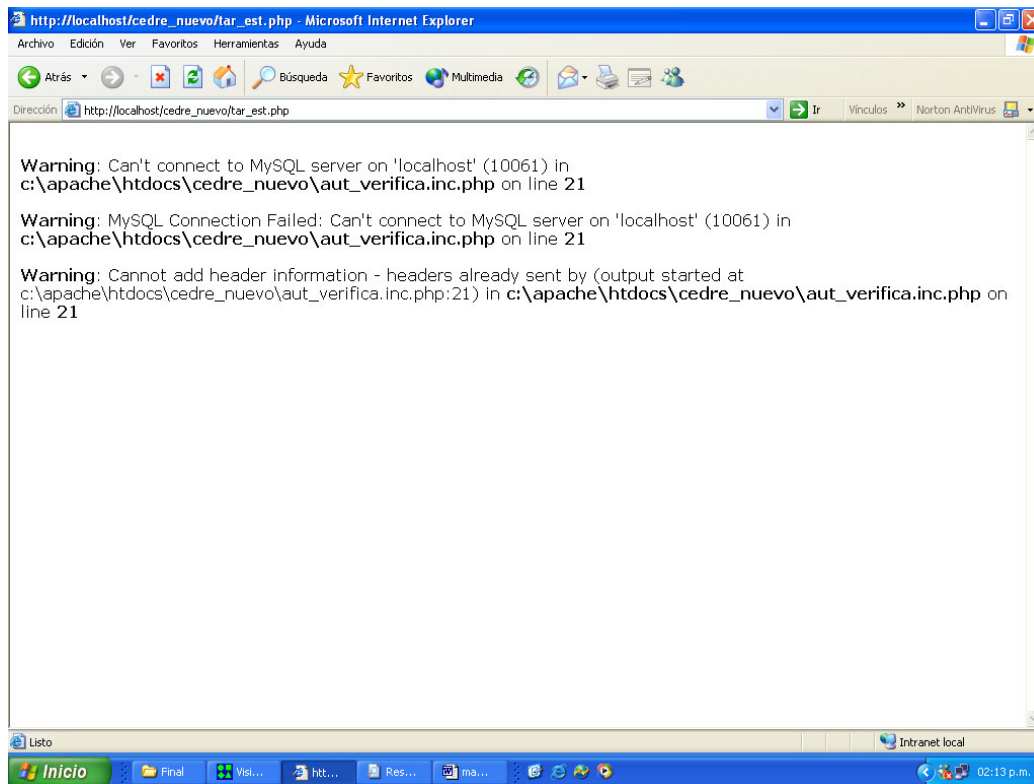 http://localhost/cedre_nuevo/tar_est.php - Microsoft Internet Explorer
Archivo Edición Ver Favoritos Herramientas Ayuda
Atrás Búsqueda Favoritos Multimedia
Dirección http://localhost/cedre_nuevo/tar_est.php Ir Vínculos » Norton AntiVirus
Warning: Can't connect to MySQL server on 'localhost' (10061) in
c:\apache\htdocs\cedre_nuevo\aut_verifica.inc.php on line 21
Warning: MySQL Connection Failed: Can't connect to MySQL server on 'localhost' (10061) in
c:\apache\htdocs\cedre_nuevo\aut_verifica.inc.php on line 21
Warning: Cannot add header information - headers already sent by (output started at
c:\apache\htdocs\cedre_nuevo\aut_verifica.inc.php:21) in c:\apache\htdocs\cedre_nuevo\aut_verifica.inc.php on
line 21
Listo Intranet local
Inicio Final Visi... htt... Res... ma... 02:13 p.m.